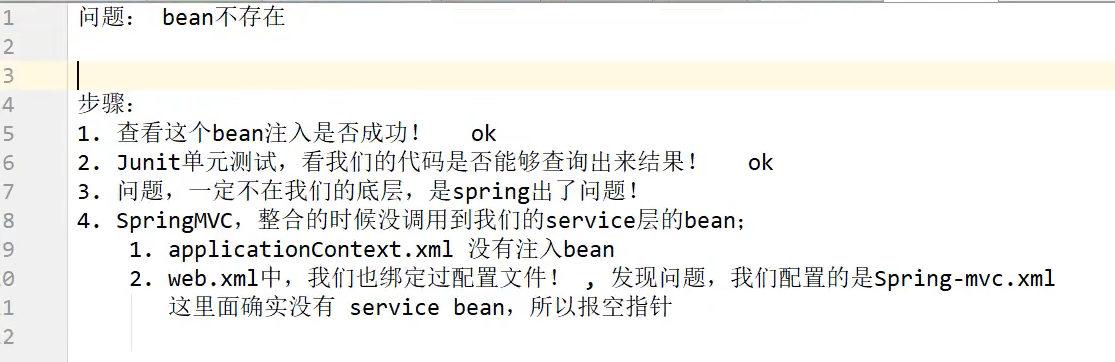 1 问题： bean不存在
2
3
4 步骤：
5 1. 查看这个bean注入是否成功！ ok
6 2. Junit单元测试，看我们的代码是否能够查询出来结果！ ok
7 3. 问题，一定不在我们的底层，是spring出了问题！
8 4. SpringMVC，整合的时候没调用到我们的service层的bean；
9 1. applicationContext.xml 没有注入bean
0 2. web.xml中，我们也绑定过配置文件！ , 发现问题，我们配置的是Spring-mvc.xml
1 这里面确实没有 service bean，所以报空指针
2